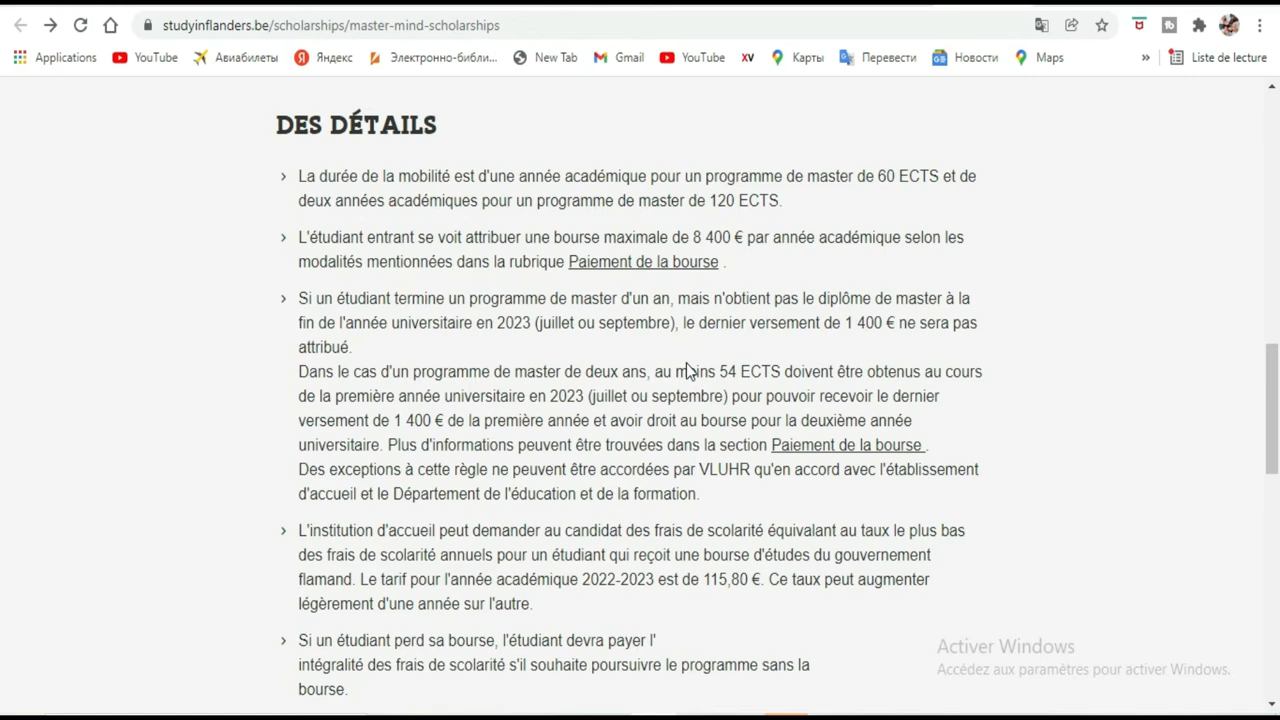 studyinflanders.be/scholarships/master-mind-scholarships
Applications YouTube Авиабилеты Яндекс Электронно-библи... New Tab Gmail YouTube XV Карты Перевести Новости Maps » Liste de lecture
DES DÉTAILS
› La durée de la mobilité est d'une année académique pour un programme de master de 60 ECTS et de
deux années académiques pour un programme de master de 120 ECTS.
› L'étudiant entrant se voit attribuer une bourse maximale de 8 400 € par année académique selon les
modalités mentionnées dans la rubrique Paiement de la bourse .
› Si un étudiant termine un programme de master d'un an, mais n'obtient pas le diplôme de master à la
fin de l'année universitaire en 2023 (juillet ou septembre), le dernier versement de 1 400 € ne sera pas
attribué.
Dans le cas d'un programme de master de deux ans, au moins 54 ECTS doivent être obtenus au cours
de la première année universitaire en 2023 (juillet ou septembre) pour pouvoir recevoir le dernier
versement de 1 400 € de la première année et avoir droit au bourse pour la deuxième année
universitaire. Plus d'informations peuvent être trouvées dans la section Paiement de la bourse .
Des exceptions à cette règle ne peuvent être accordées par VLUHR qu'en accord avec l'établissement
d'accueil et le Département de l'éducation et de la formation.
› L'institution d'accueil peut demander au candidat des frais de scolarité équivalant au taux le plus bas
des frais de scolarité annuels pour un étudiant qui reçoit une bourse d'études du gouvernement
flamand. Le tarif pour l'année académique 2022-2023 est de 115,80 €. Ce taux peut augmenter
légèrement d'une année sur l'autre.
› Si un étudiant perd sa bourse, l'étudiant devra payer l'
intégralité des frais de scolarité s'il souhaite poursuivre le programme sans la
bourse.
Activer Windows
Accédez aux paramètres pour activer Windows.